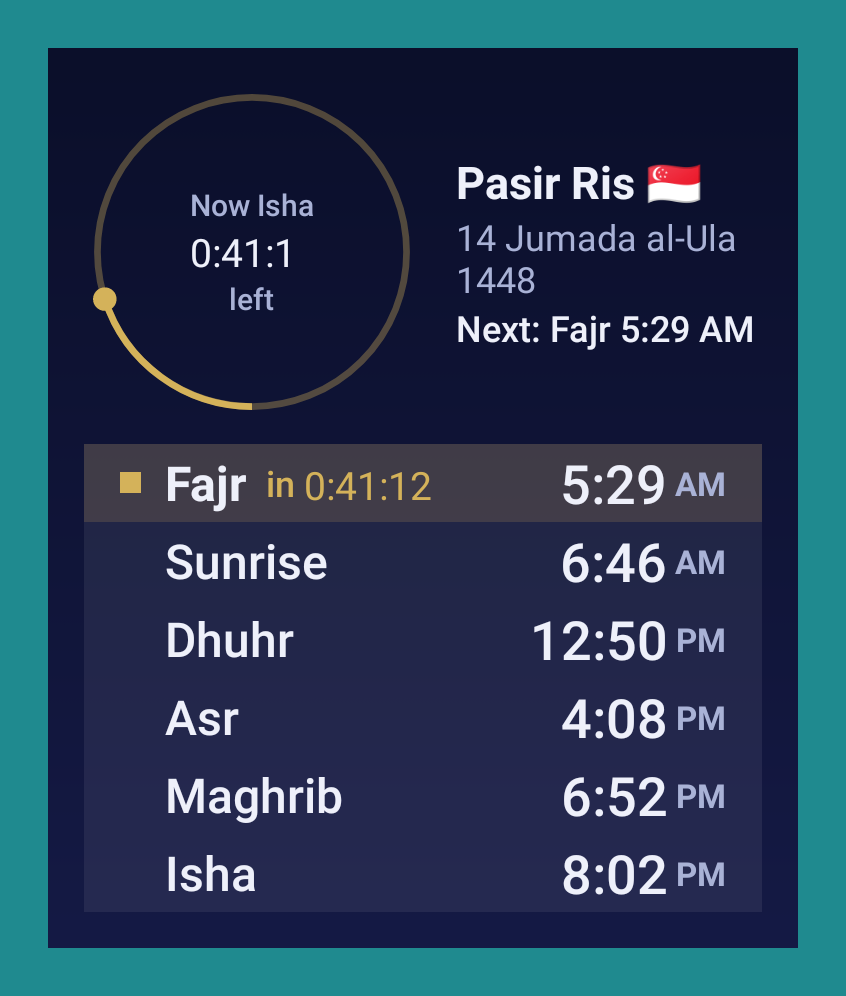 Now Isha
0:41:1
left
Pasir Ris 🇸🇬
14 Jumada al-Ula
1448
Next: Fajr 5:29 AM
Fajr in 0:41:12 5:29 AM
Sunrise 6:46 AM
Dhuhr 12:50 PM
Asr 4:08 PM
Maghrib 6:52 PM
Isha 8:02 PM